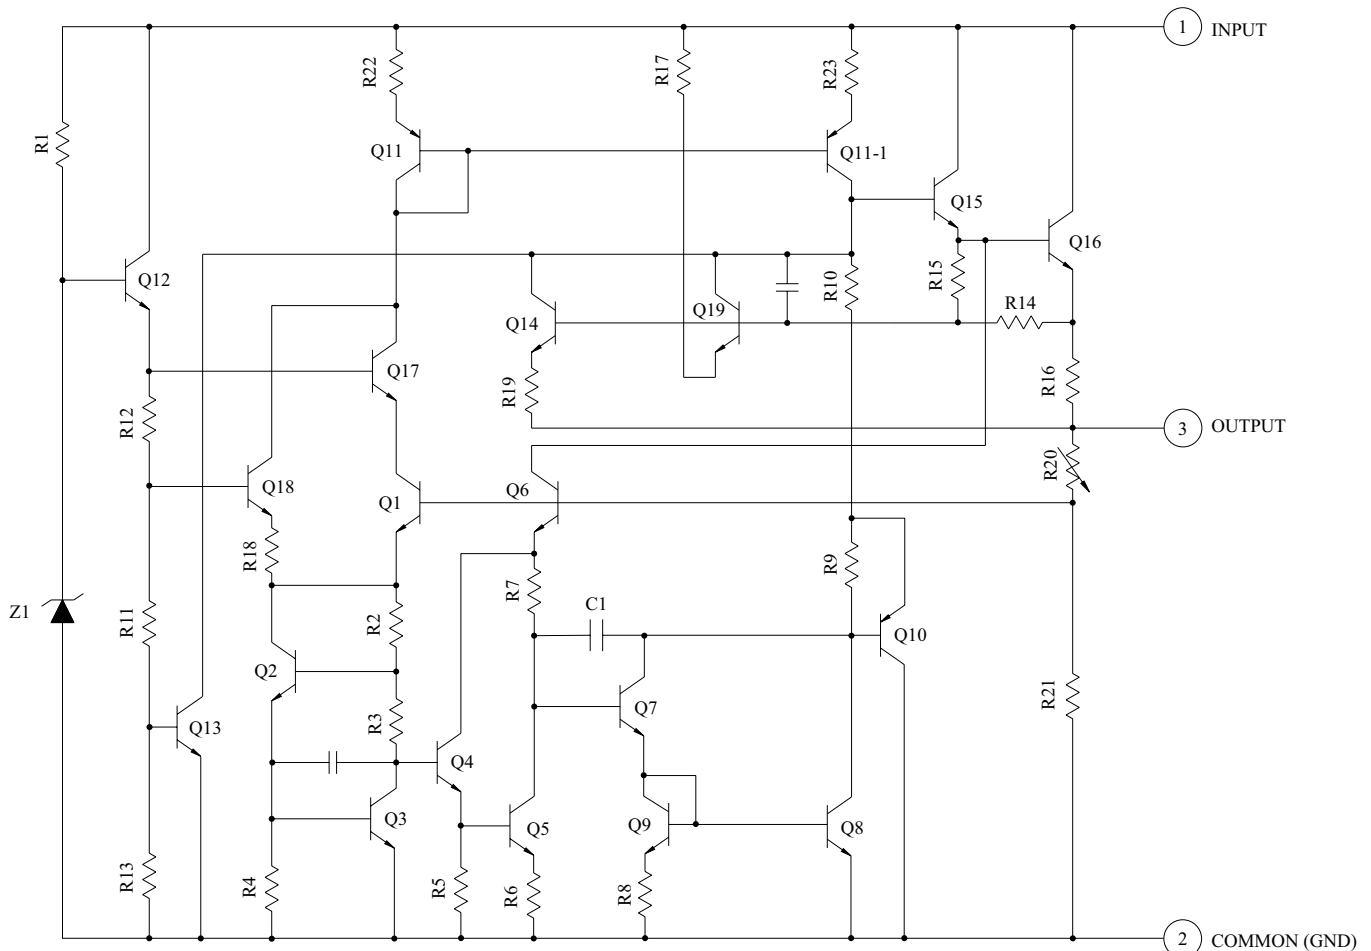 1 INPUT
R22
R17
R23
R1
Q11
Q11-1
Q15
Q16
Q12
R15
R10
Q14
Q19
R14
Q17
R19
R16
R12
3 OUTPUT
R20
Q18
Q1
Q6
R18
R9
R7
Z1
C1
R11
R2
Q10
Q2
R21
Q7
R3
Q13
Q4
Q3
Q5
Q9
Q8
R13
R4
R5
R6
R8
2 COMMON (GND)